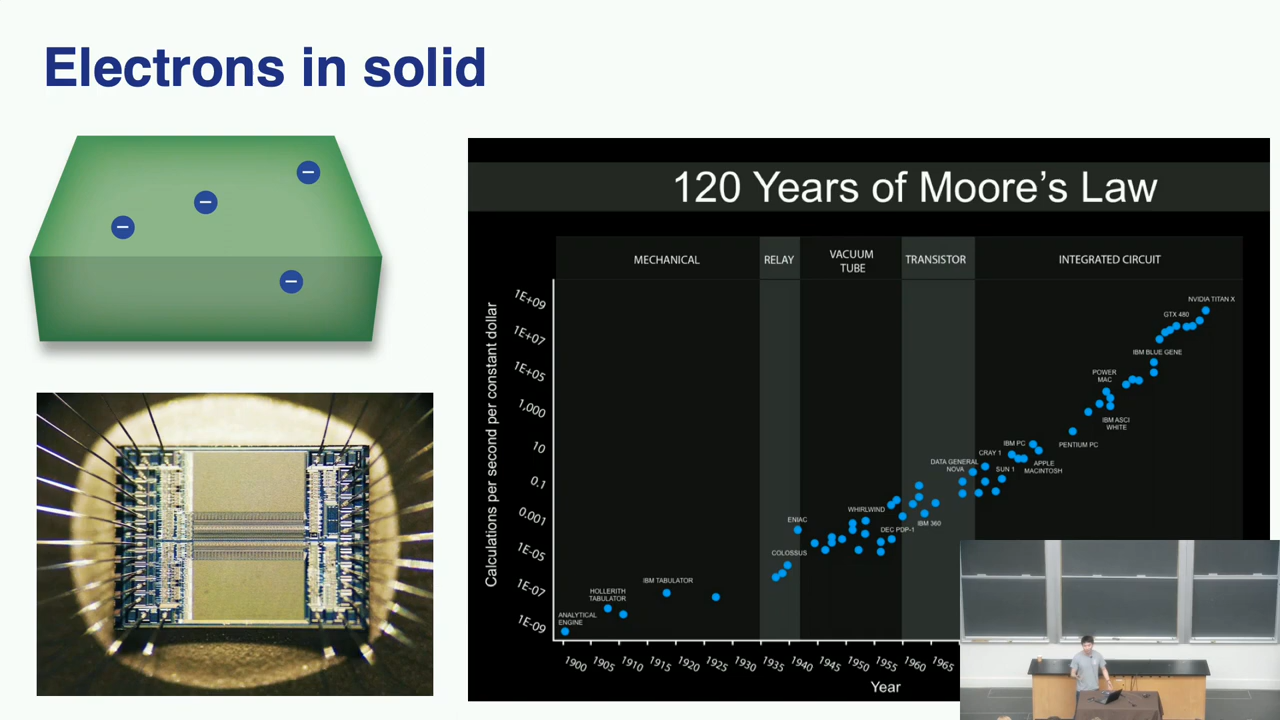 Electrons in solid
120 Years of Moore's Law
MECHANICAL
RELAY
VACUUM
TUBE
TRANSISTOR
INTEGRATED CIRCUIT
Calculations per second per constant dollar
1E+09
1E+07
1E+05
1,000
10
0.1
0.001
1E-05
1E-07
1E-09
NVIDIA TITAN X
GTX 480
IBM BLUE GENE
POWER
MAC
IBM ASCI
WHITE
PENTIUM PC
IBM PC
APPLE
MACINTOSH
CRAY 1
SUN 1
DATA GENERAL
NOVA
IBM 360
WHIRLWIND
DEC PDP-1
ENIAC
COLOSSUS
IBM TABULATOR
HOLLERITH
TABULATOR
ANALYTICAL
ENGINE
1900 1905 1910 1915 1920 1925 1930 1935 1940 1945 1950 1955 1960 1965
Year